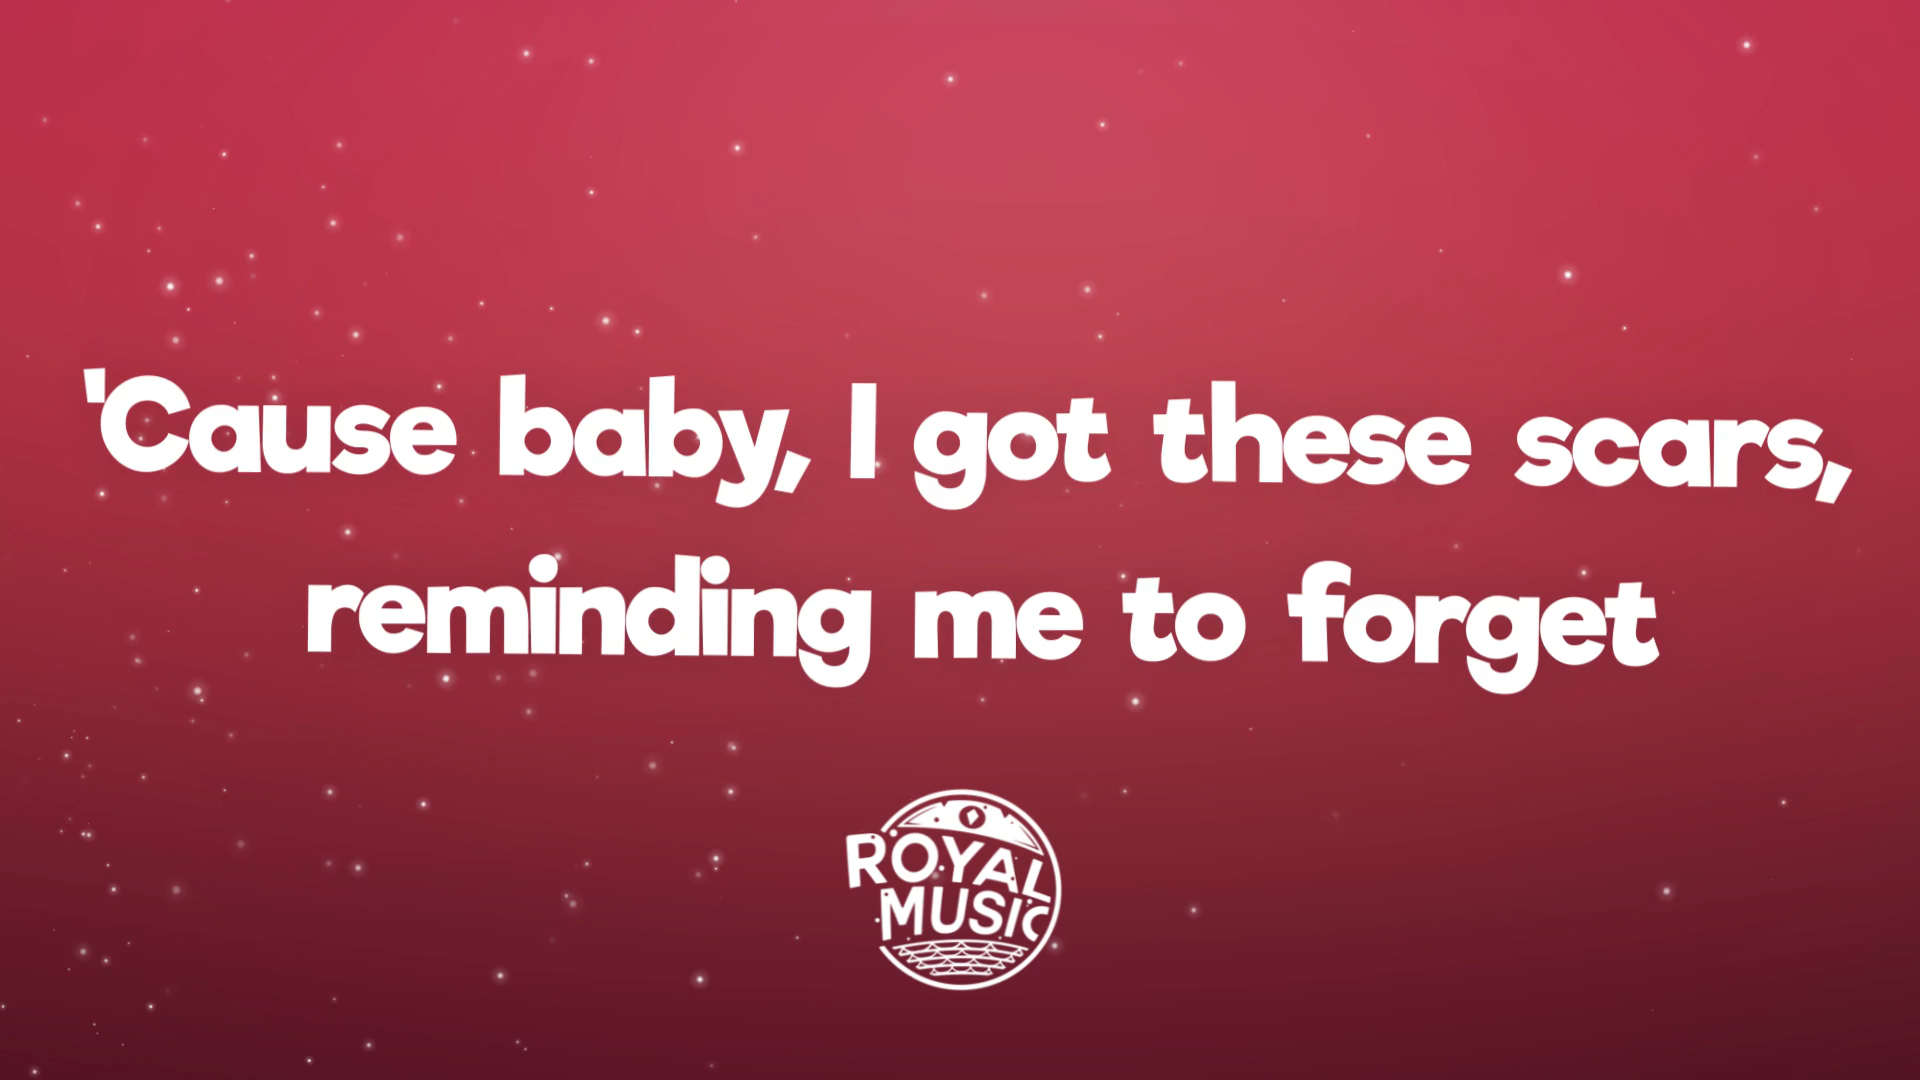 'Cause baby, I got these scars,
reminding me to forget
ROYAL
MUSIC